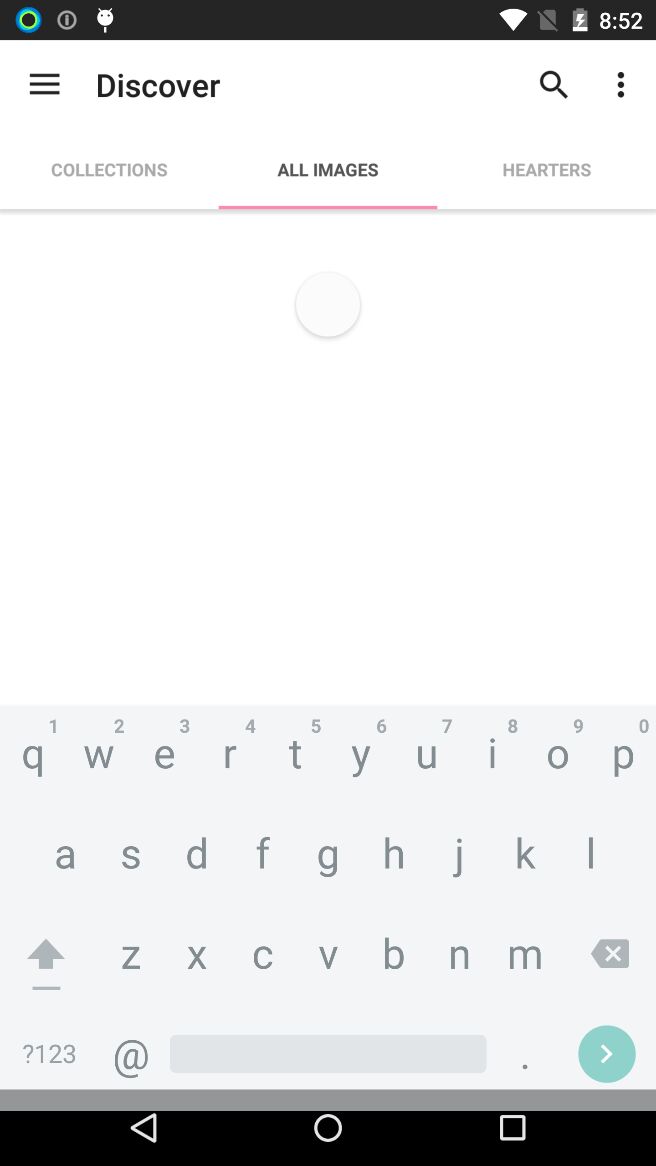 8:52
Discover
COLLECTIONS ALL IMAGES HEARTERS
1 2 3 4 5 6 7 8 9 0
q w e r t y u i o p
a s d f g h j k l
z x c v b n m
?123 @ .